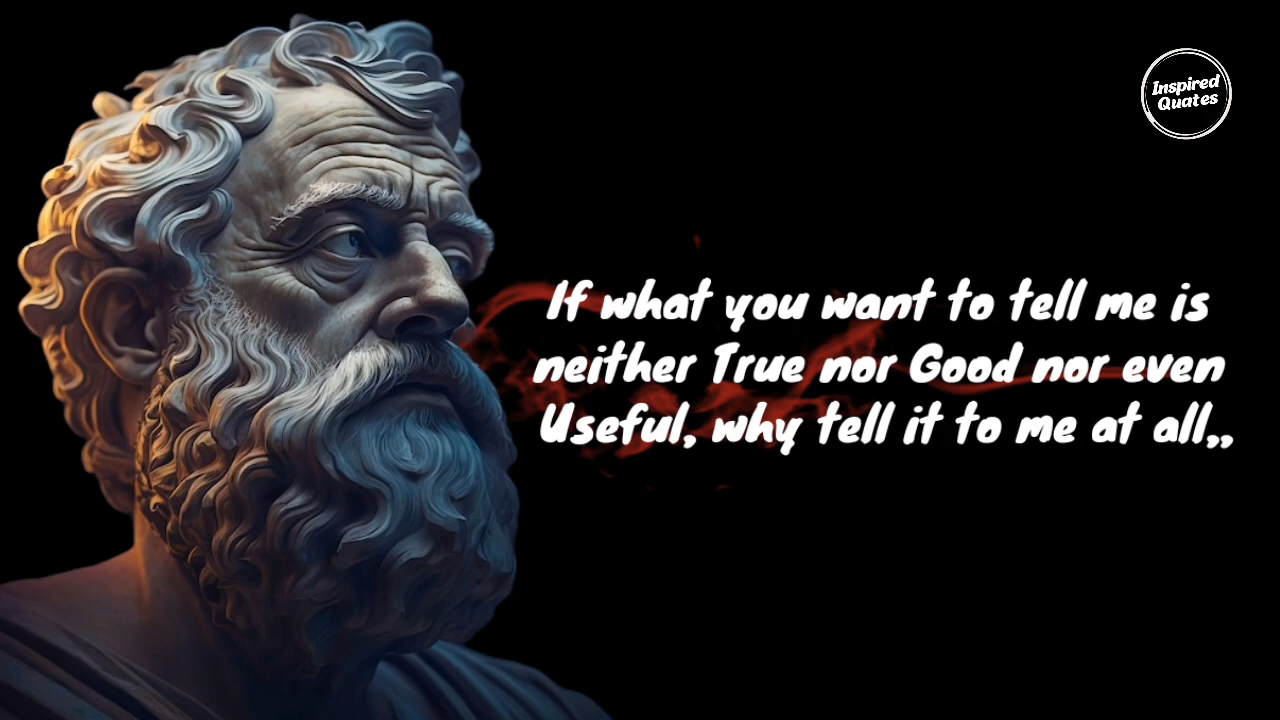 Inspired
Quates
If what you want to tell me is
neither True nor Good nor even
Useful, why tell it to me at all,,